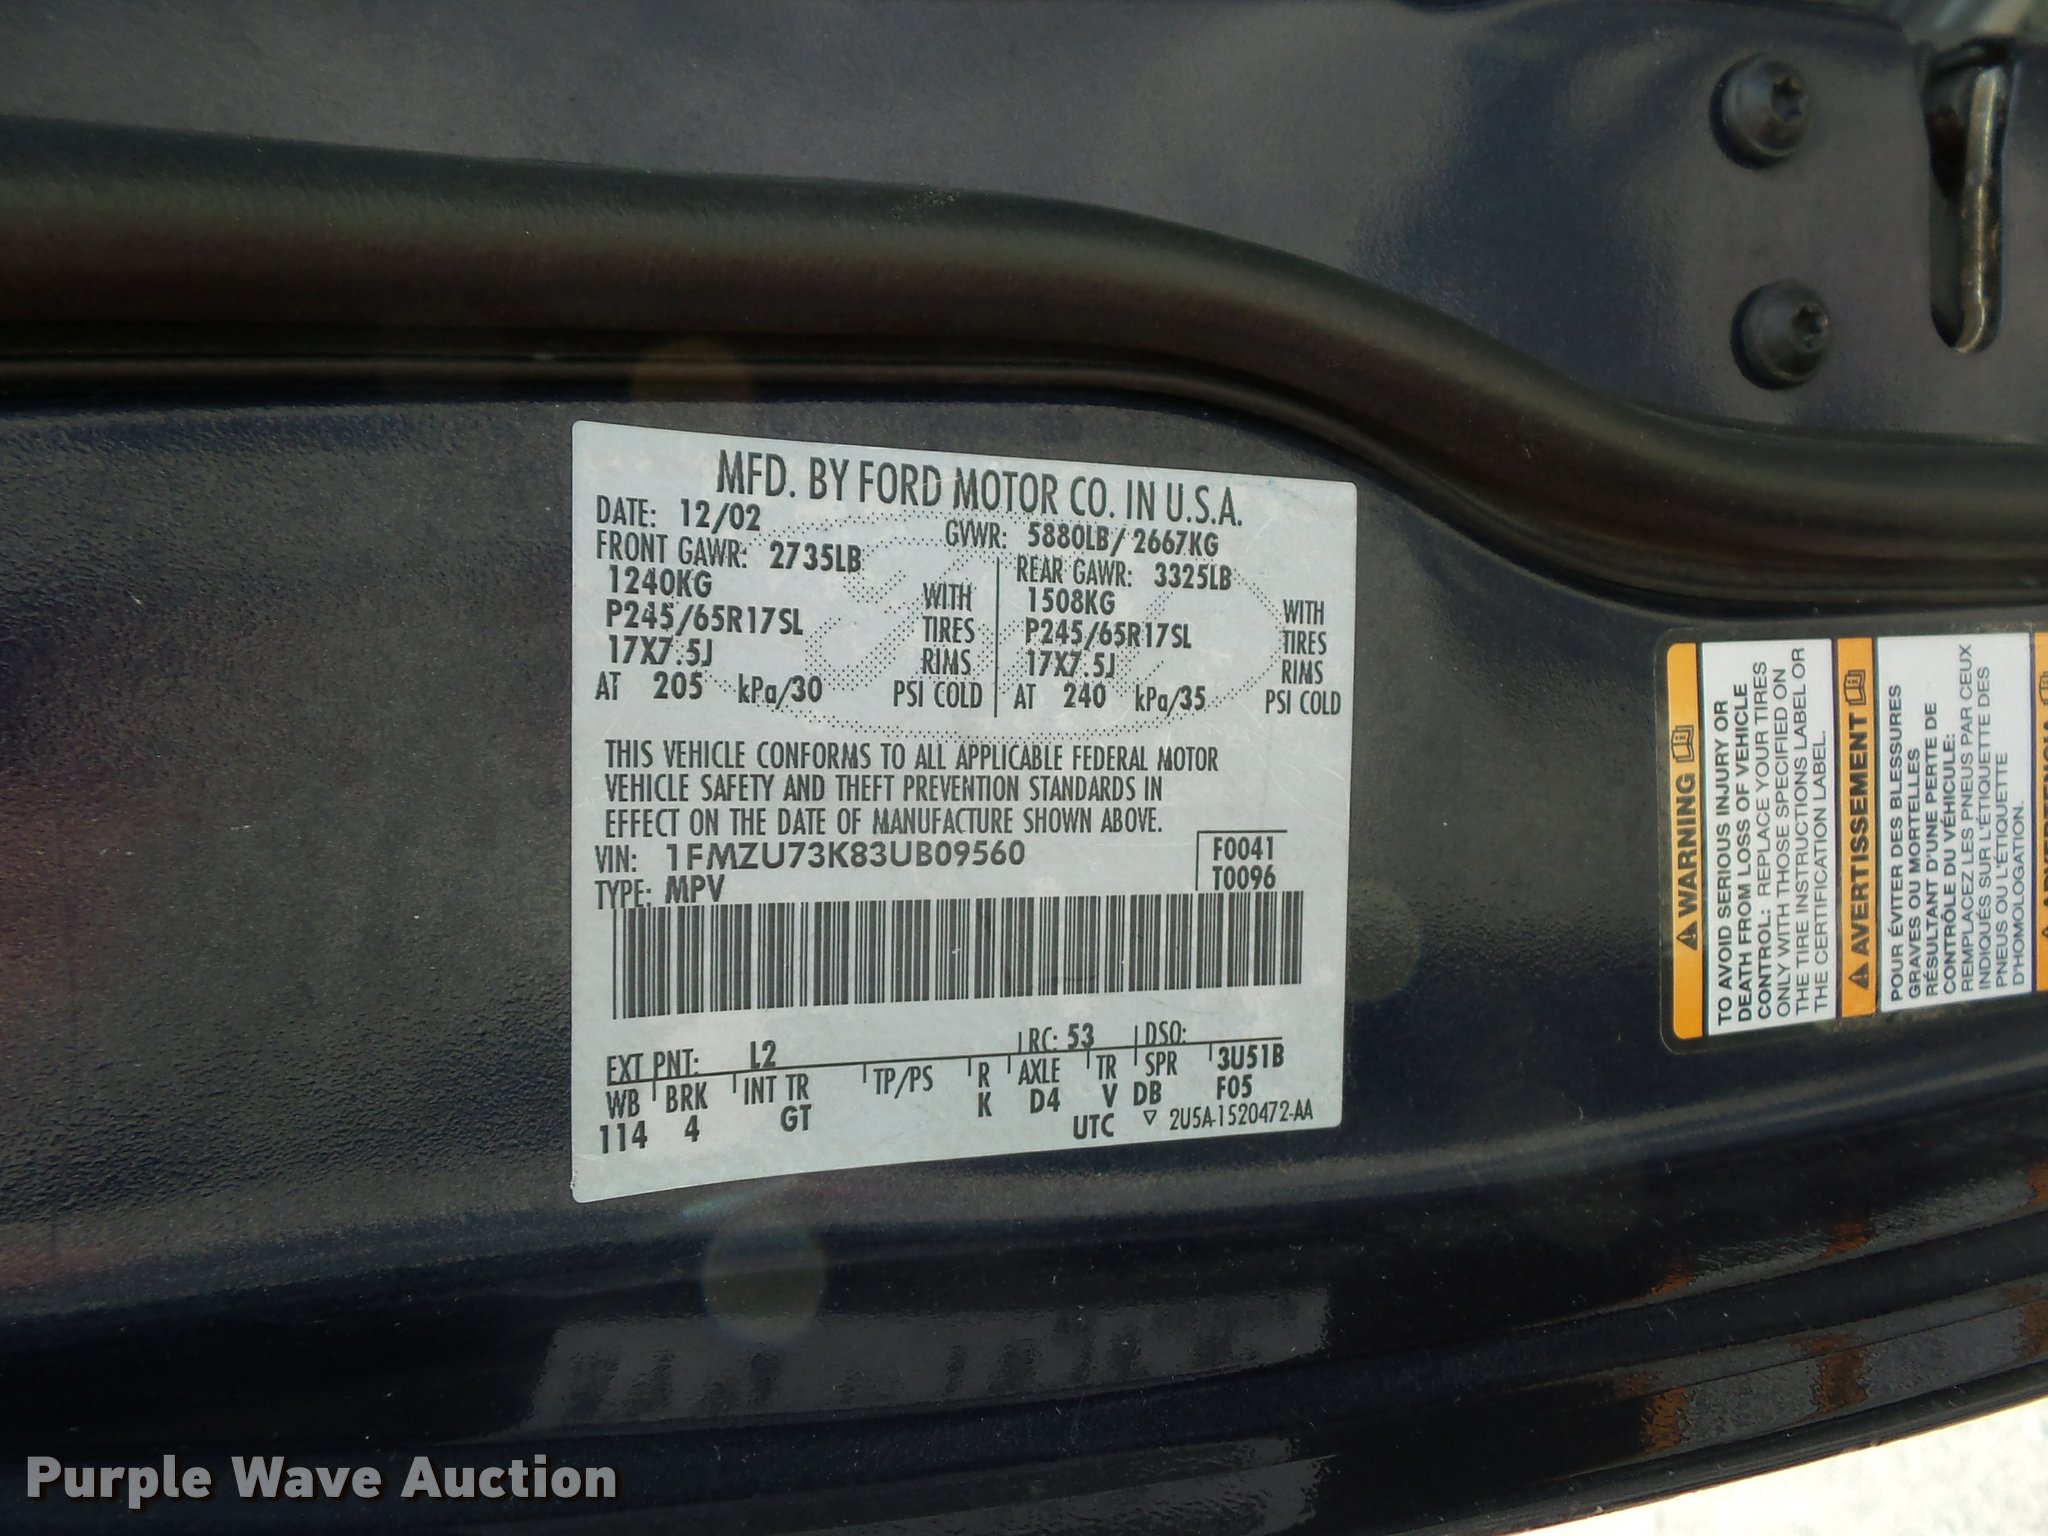 MFD. BY FORD MOTOR CO. IN U.S.A.
DATE: 12/02 GVWR: 5880LB/ 2667KG
FRONT GAWR: 2735LB REAR GAWR: 3325LB
1240KG WITH 1508KG WITH
P245/65R17SL TIRES P245/65R17SL TIRES
17X7.5J RIMS 17X7.5J RIMS
AT 205 kPa/30 PSI COLD AT 240 kPa/35 PSI COLD
THIS VEHICLE CONFORMS TO ALL APPLICABLE FEDERAL MOTOR
VEHICLE SAFETY AND THEFT PREVENTION STANDARDS IN
EFFECT ON THE DATE OF MANUFACTURE SHOWN ABOVE.
VIN: 1FMZU73K83UB09560 F0041
TYPE: MPV T0096
EXT PNT: L2 RC: 53 DSO:
WB BRK INT TR TP/PS R AXLE TR SPR 3U51B
114 4 GT K D4 V DB F05
UTC ▽ 2U5A-1520472-AA
⚠ WARNING
TO AVOID SERIOUS INJURY OR
DEATH FROM LOSS OF VEHICLE
CONTROL: REPLACE YOUR TIRES
ONLY WITH THOSE SPECIFIED ON
THE TIRE INSTRUCTIONS LABEL OR
THE CERTIFICATION LABEL.
⚠ AVERTISSEMENT
POUR ÉVITER DES BLESSURES
GRAVES OU MORTELLES
RÉSULTANT D'UNE PERTE DE
CONTRÔLE DU VÉHICULE:
REMPLACEZ LES PNEUS PAR CEUX
INDIQUÉS SUR L'ÉTIQUETTE DES
PNEUS OU L'ÉTIQUETTE
D'HOMOLOGATION.
Purple Wave Auction